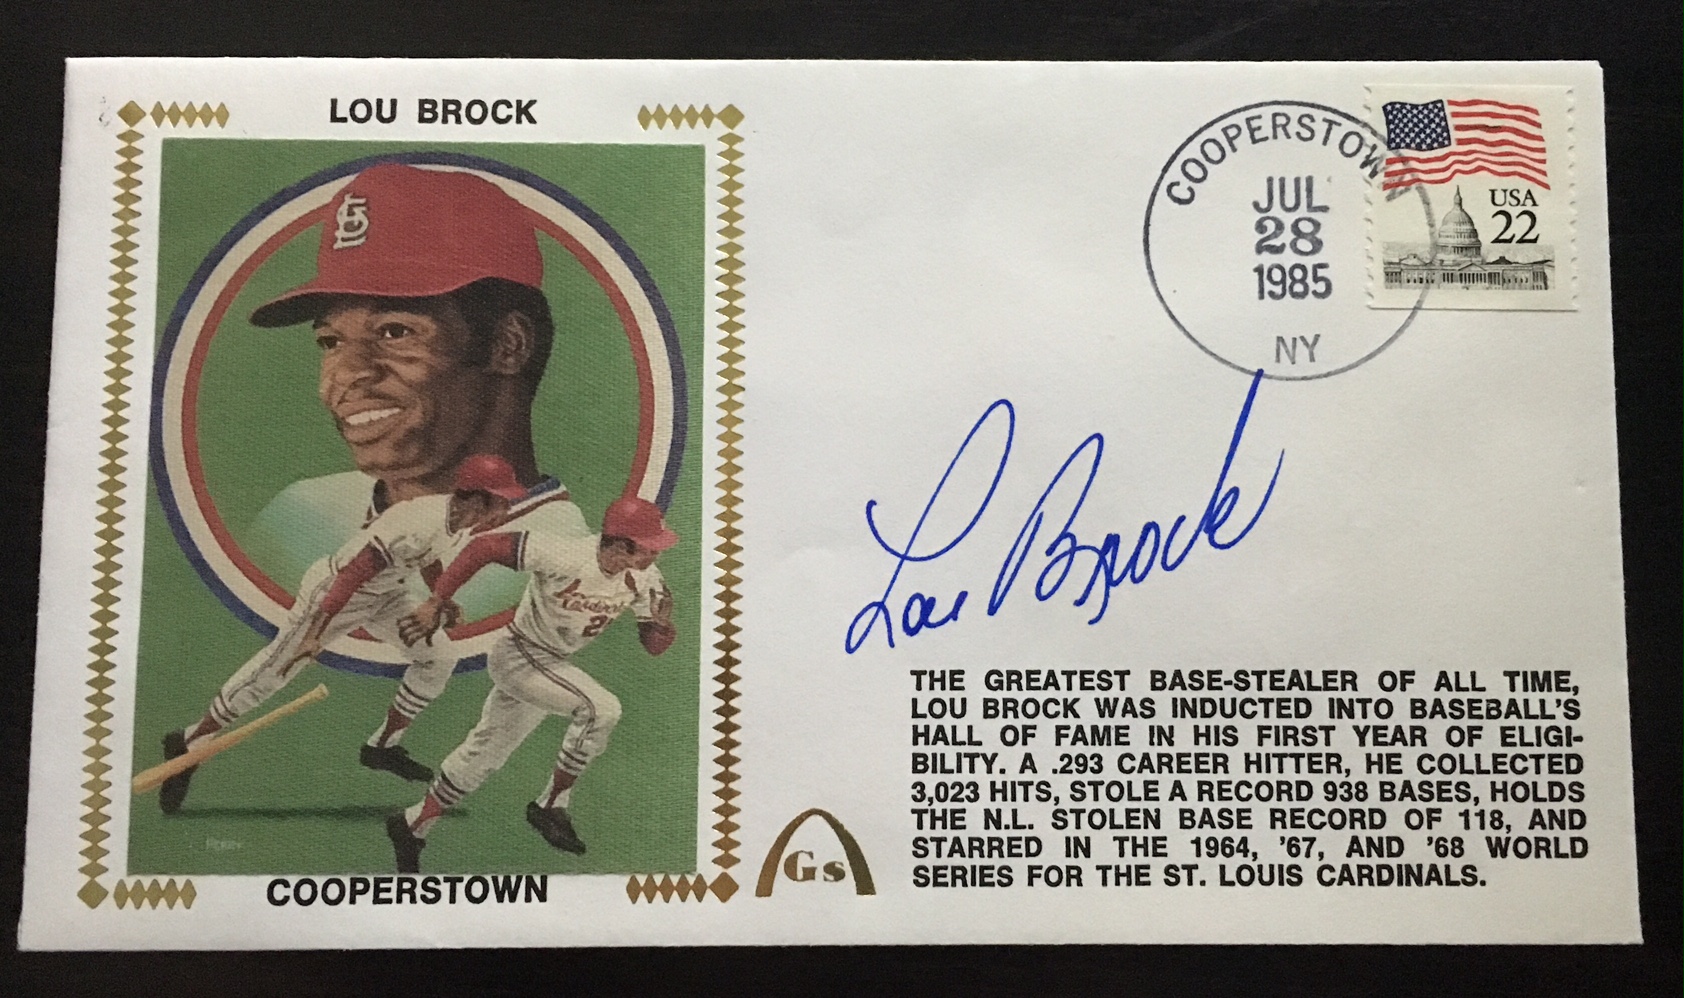 LOU BROCK
COOPERSTOWN
JUL
28
1985
NY
USA
22
Lou Brock
Cardinals
2
THE GREATEST BASE-STEALER OF ALL TIME,
LOU BROCK WAS INDUCTED INTO BASEBALL'S
HALL OF FAME IN HIS FIRST YEAR OF ELIGI-
BILITY. A .293 CAREER HITTER, HE COLLECTED
3,023 HITS, STOLE A RECORD 938 BASES, HOLDS
THE N.L. STOLEN BASE RECORD OF 118, AND
STARRED IN THE 1964, '67, AND '68 WORLD
SERIES FOR THE ST. LOUIS CARDINALS.
Gs
COOPERSTOWN